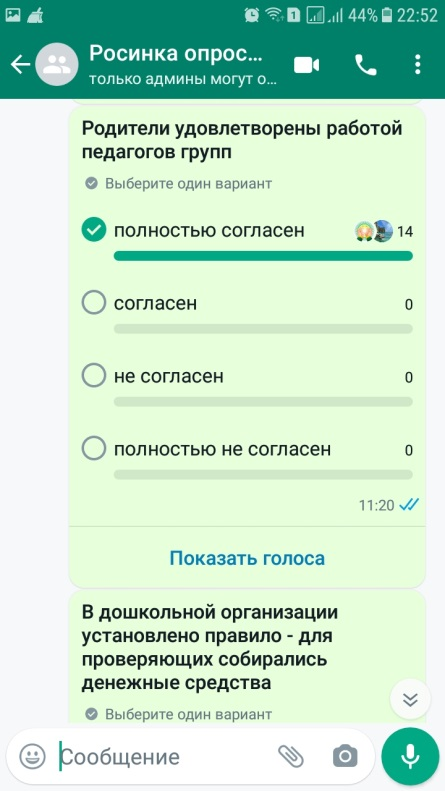 1 44% 22:52
Росинка опрос...
только админы могут о...
Родители удовлетворены работой
педагогов групп
Выберите один вариант
полностью согласен 14
согласен 0
не согласен 0
полностью не согласен 0
11:20
Показать голоса
В дошкольной организации
установлено правило - для
проверяющих собирались
денежные средства
Выберите один вариант
Сообщение